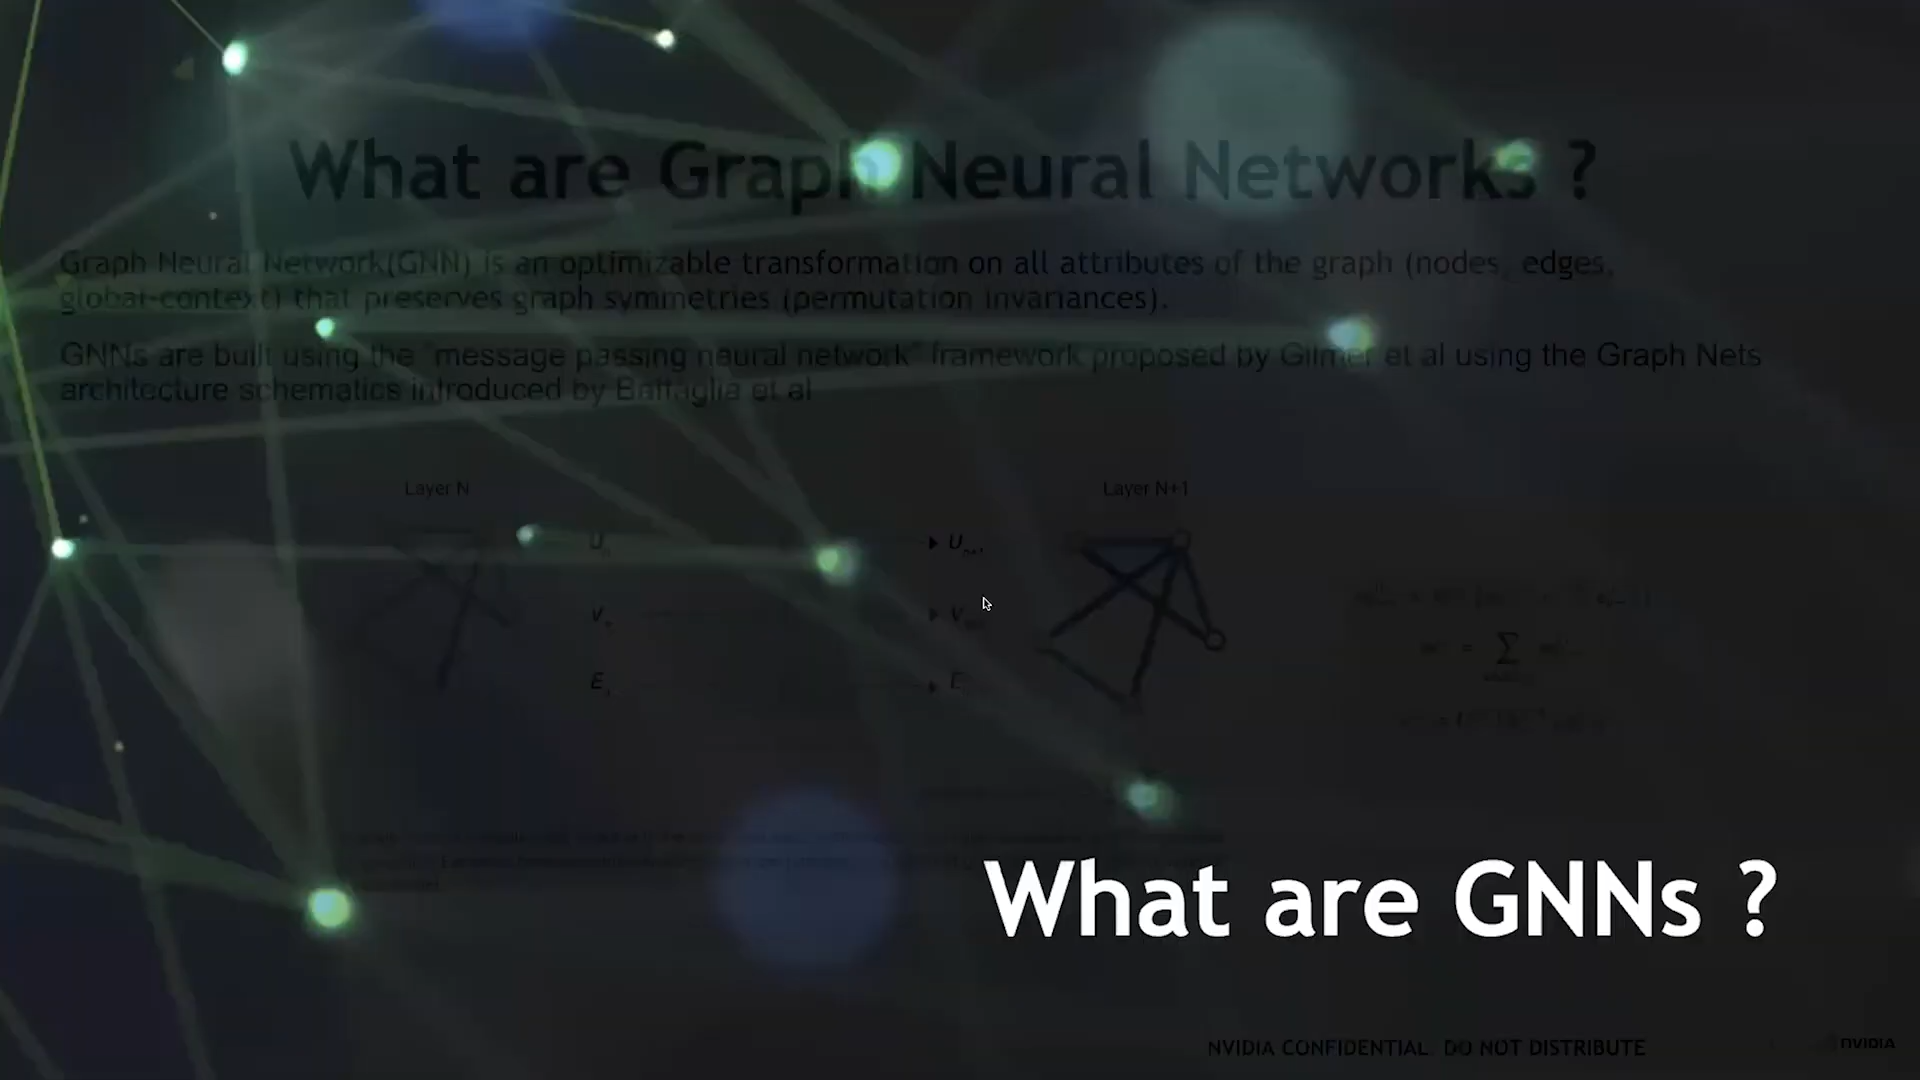 What are Graph Neural Networks ?
Graph Neural Network(GNN) is an optimizable transformation on all attributes of the graph (nodes, edges,
global-context) that preserves graph symmetries (permutation invariances).
GNNs are built using the "message passing neural network" framework proposed by Gilmer et al using the Graph Nets
architecture schematics introduced by Battaglia et al
Layer N
Layer N+1
U
U
V
V
E
E
What are GNNs ?
NVIDIA CONFIDENTIAL. DO NOT DISTRIBUTE
NVIDIA